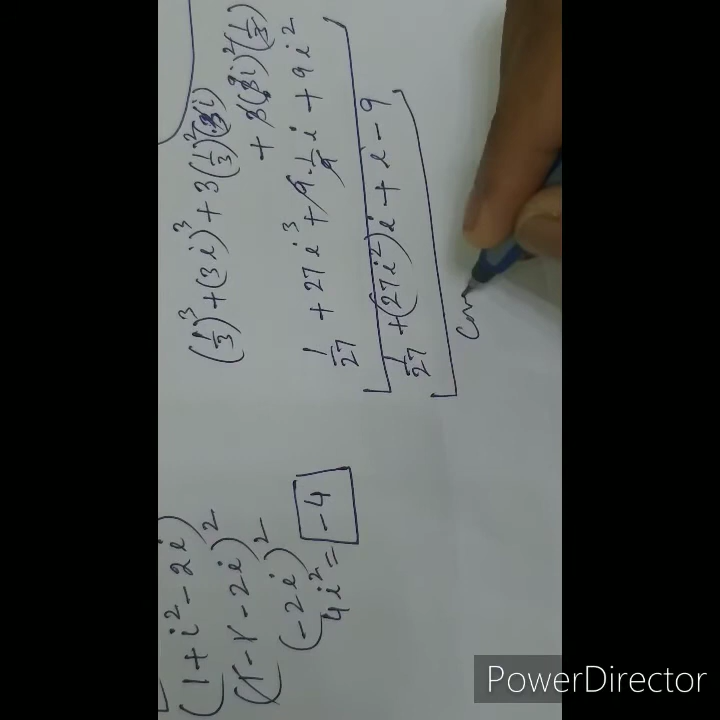 (1/3)³ + (3i)³ + 3(1/3)²(3i)
+ 3(3i)²(1/3)
1/27 + 27i³ + 9·1/9 i + 9i²
1/27 + (27i²)i + i - 9
(1 + i² - 2i)²
(1 - 1 - 2i)²
(-2i)²
4i² = -4
PowerDirector